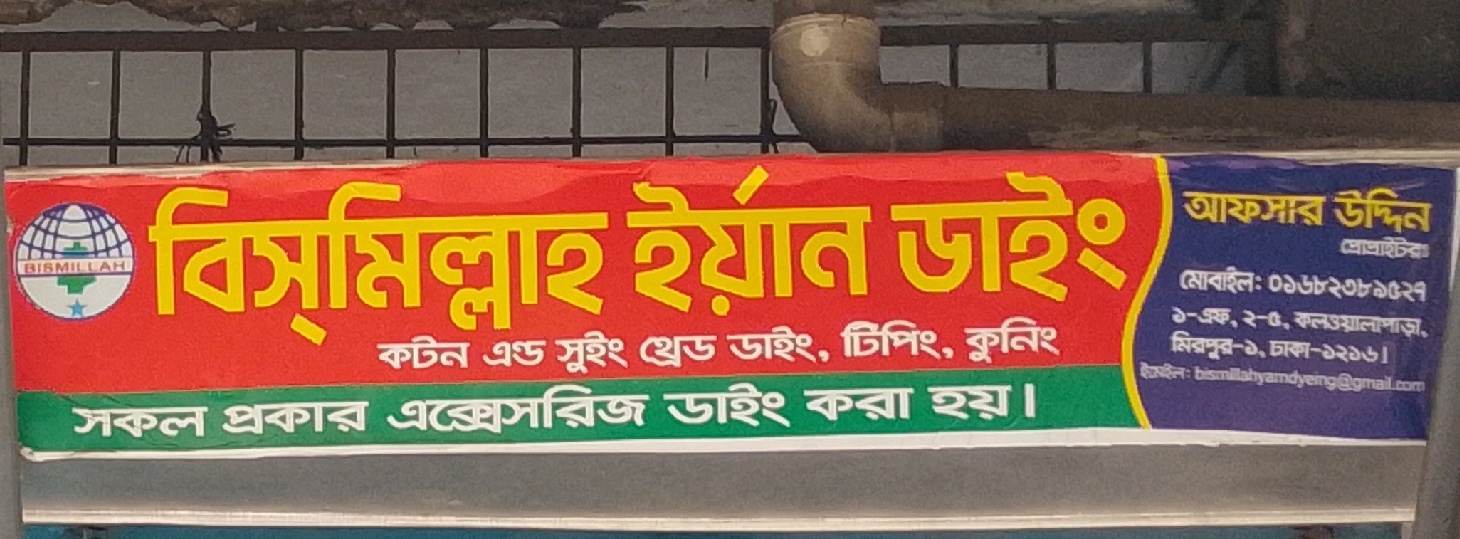 BISMILLAH
বিস্‌মিল্লাহ ইর্য়ান ডাইং
কটন এণ্ড সুইং থ্রেড ডাইং, টিপিং, কুনিং
সকল প্রকার এক্সেসরিজ ডাইং করা হয়।
আফসার উদ্দিন
প্রোপ্রাইটর
মোবাইল: ০১৬৮২৩৮৯৫২৭
১-এফ, ২-৫, কলওয়ালাপাড়া,
মিরপুর-১, ঢাকা-১২১৬।
ইমেইল: bismillahyarndyeing@gmail.com